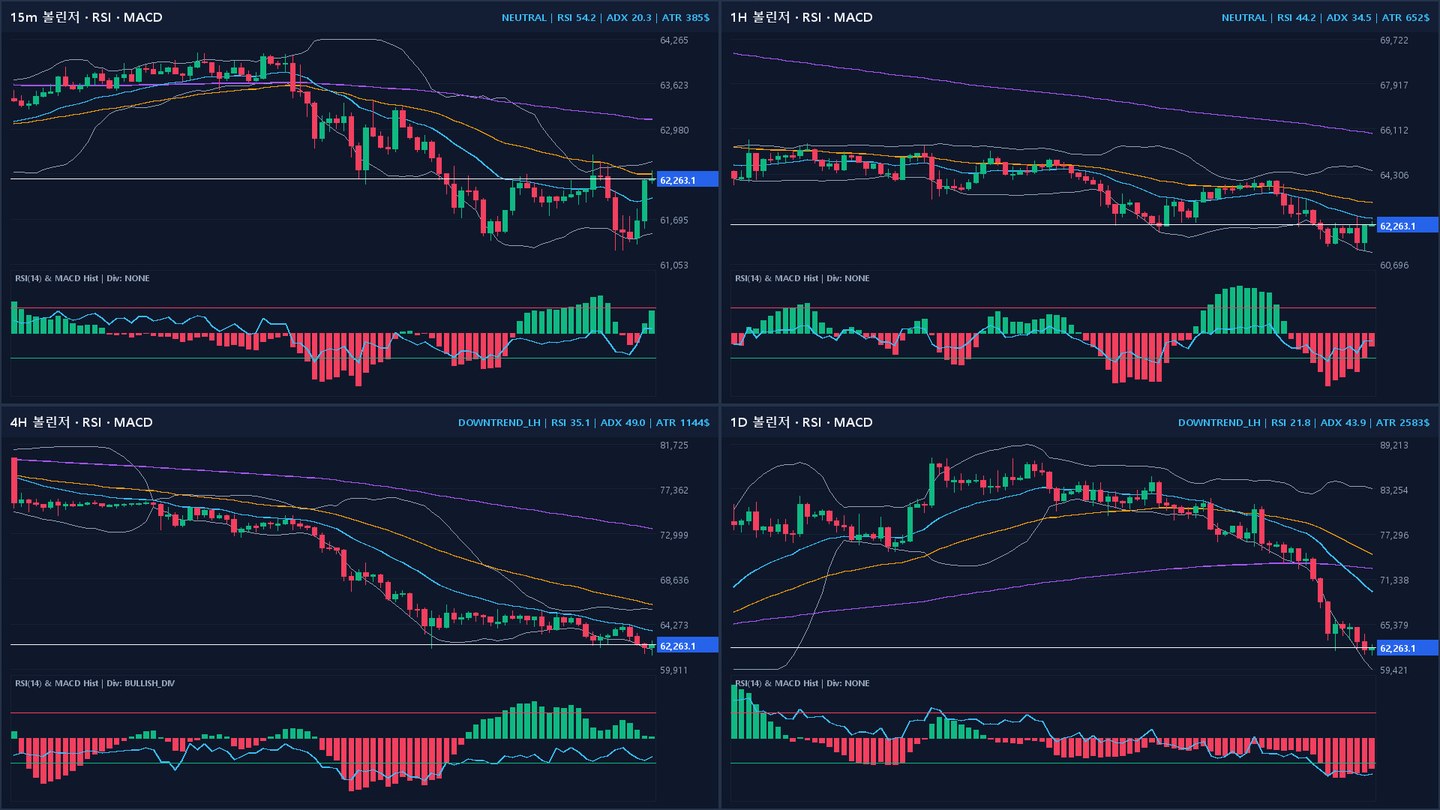 15m 볼린저 · RSI · MACD
NEUTRAL | RSI 54.2 | ADX 20.3 | ATR 385$
64,265
63,623
62,980
62,263.1
61,695
61,053
RSI(14) & MACD Hist | Div: NONE
1H 볼린저 · RSI · MACD
NEUTRAL | RSI 44.2 | ADX 34.5 | ATR 652$
69,722
67,917
66,112
64,306
62,263.1
60,696
RSI(14) & MACD Hist | Div: NONE
4H 볼린저 · RSI · MACD
DOWNTREND_LH | RSI 35.1 | ADX 49.0 | ATR 1144$
81,725
77,362
72,999
68,636
64,273
62,263.1
59,911
RSI(14) & MACD Hist | Div: BULLISH_DIV
1D 볼린저 · RSI · MACD
DOWNTREND_LH | RSI 21.8 | ADX 43.9 | ATR 2583$
89,213
83,254
77,296
71,338
65,379
62,263.1
59,421
RSI(14) & MACD Hist | Div: NONE